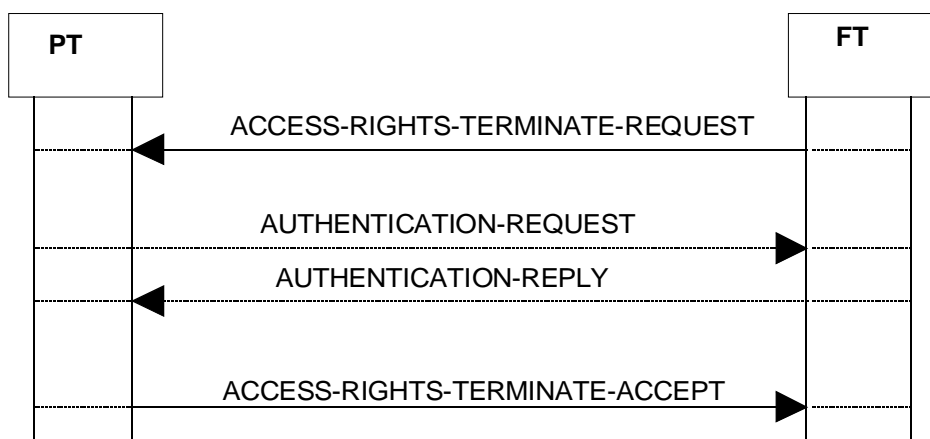 PT
FT
ACCESS-RIGHTS-TERMINATE-REQUEST
AUTHENTICATION-REQUEST
AUTHENTICATION-REPLY
ACCESS-RIGHTS-TERMINATE-ACCEPT